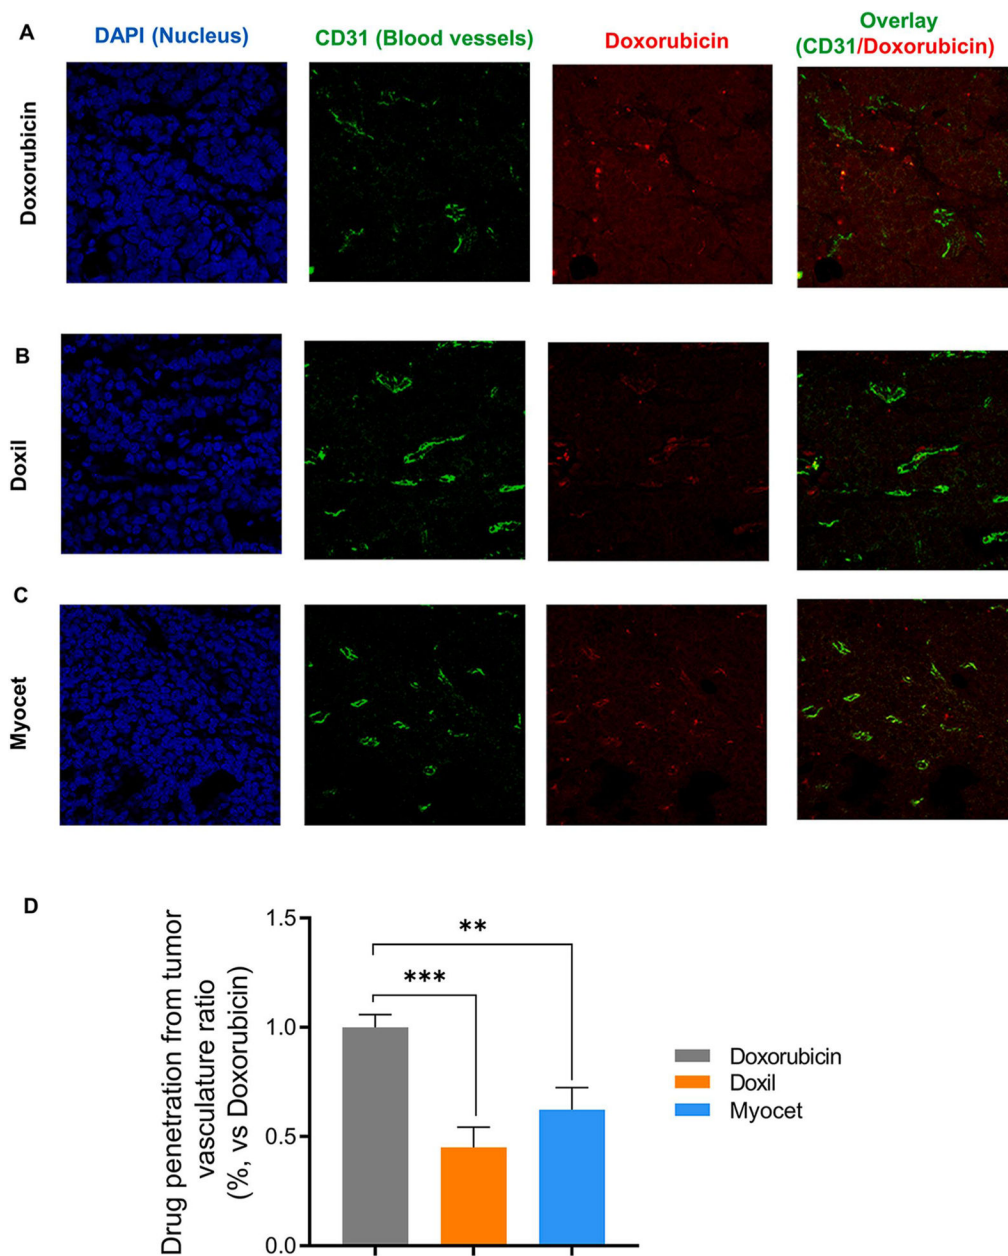 A
DAPI (Nucleus)
CD31 (Blood vessels)
Doxorubicin
Overlay
(CD31/Doxorubicin)
Doxorubicin
B
Doxil
C
Myocet
D
Drug penetration from tumor
vasculature ratio
(%, vs Doxorubicin)
1.5
1.0
0.5
0.0
**
***
Doxorubicin
Doxil
Myocet